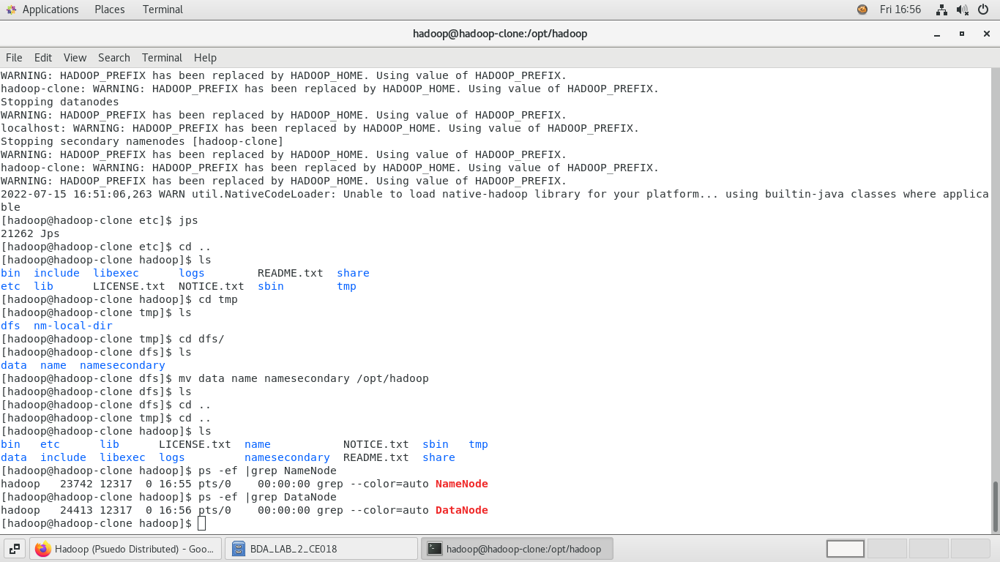 Applications Places Terminal Fri 16:56
hadoop@hadoop-clone:/opt/hadoop
File Edit View Search Terminal Help
WARNING: HADOOP_PREFIX has been replaced by HADOOP_HOME. Using value of HADOOP_PREFIX.
hadoop-clone: WARNING: HADOOP_PREFIX has been replaced by HADOOP_HOME. Using value of HADOOP_PREFIX.
Stopping datanodes
WARNING: HADOOP_PREFIX has been replaced by HADOOP_HOME. Using value of HADOOP_PREFIX.
localhost: WARNING: HADOOP_PREFIX has been replaced by HADOOP_HOME. Using value of HADOOP_PREFIX.
Stopping secondary namenodes [hadoop-clone]
WARNING: HADOOP_PREFIX has been replaced by HADOOP_HOME. Using value of HADOOP_PREFIX.
hadoop-clone: WARNING: HADOOP_PREFIX has been replaced by HADOOP_HOME. Using value of HADOOP_PREFIX.
WARNING: HADOOP_PREFIX has been replaced by HADOOP_HOME. Using value of HADOOP_PREFIX.
2022-07-15 16:51:06,263 WARN util.NativeCodeLoader: Unable to load native-hadoop library for your platform... using builtin-java classes where applica
ble
[hadoop@hadoop-clone etc]$ jps
21262 Jps
[hadoop@hadoop-clone etc]$ cd ..
[hadoop@hadoop-clone hadoop]$ ls
bin  include  libexec      logs        README.txt  share
etc  lib      LICENSE.txt  NOTICE.txt  sbin        tmp
[hadoop@hadoop-clone hadoop]$ cd tmp
[hadoop@hadoop-clone tmp]$ ls
dfs  nm-local-dir
[hadoop@hadoop-clone tmp]$ cd dfs/
[hadoop@hadoop-clone dfs]$ ls
data  name  namesecondary
[hadoop@hadoop-clone dfs]$ mv data name namesecondary /opt/hadoop
[hadoop@hadoop-clone dfs]$ ls
[hadoop@hadoop-clone dfs]$ cd ..
[hadoop@hadoop-clone tmp]$ cd ..
[hadoop@hadoop-clone hadoop]$ ls
bin   etc      lib      LICENSE.txt  name           NOTICE.txt  sbin   tmp
data  include  libexec  logs         namesecondary  README.txt  share
[hadoop@hadoop-clone hadoop]$ ps -ef |grep NameNode
hadoop   23742 12317  0 16:55 pts/0    00:00:00 grep --color=auto NameNode
[hadoop@hadoop-clone hadoop]$ ps -ef |grep DataNode
hadoop   24413 12317  0 16:56 pts/0    00:00:00 grep --color=auto DataNode
[hadoop@hadoop-clone hadoop]$
Hadoop (Psuedo Distributed) - Goo... BDA_LAB_2_CE018 hadoop@hadoop-clone:/opt/hadoop